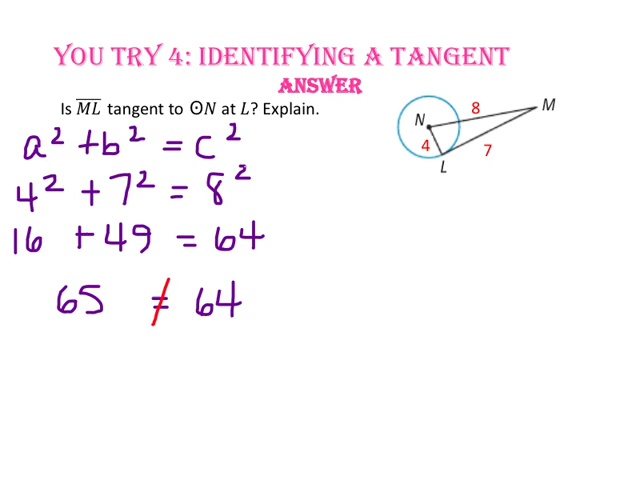 YOU TRY 4: IDENTIFYING A TANGENT
ANSWER
Is M̅L̅ tangent to ⊙N at L? Explain.
a² + b² = c²
4² + 7² = 8²
16 + 49 = 64
65 ≠ 64
8
M
N
4
7
L